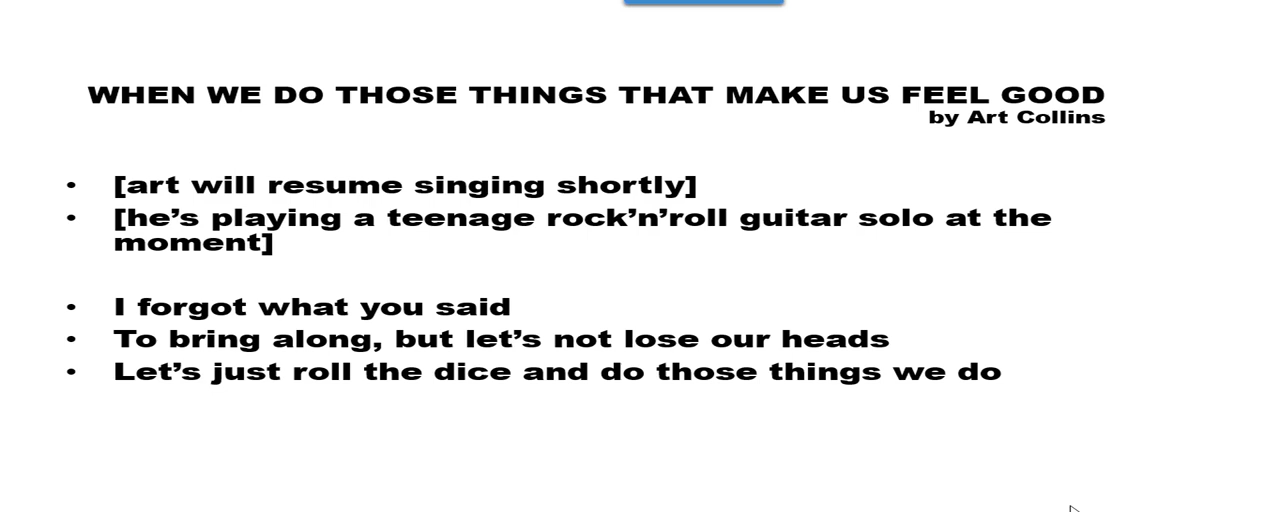 WHEN WE DO THOSE THINGS THAT MAKE US FEEL GOOD
by Art Collins
• [art will resume singing shortly]
• [he’s playing a teenage rock’n’roll guitar solo at the
moment]
• I forgot what you said
• To bring along, but let’s not lose our heads
• Let’s just roll the dice and do those things we do